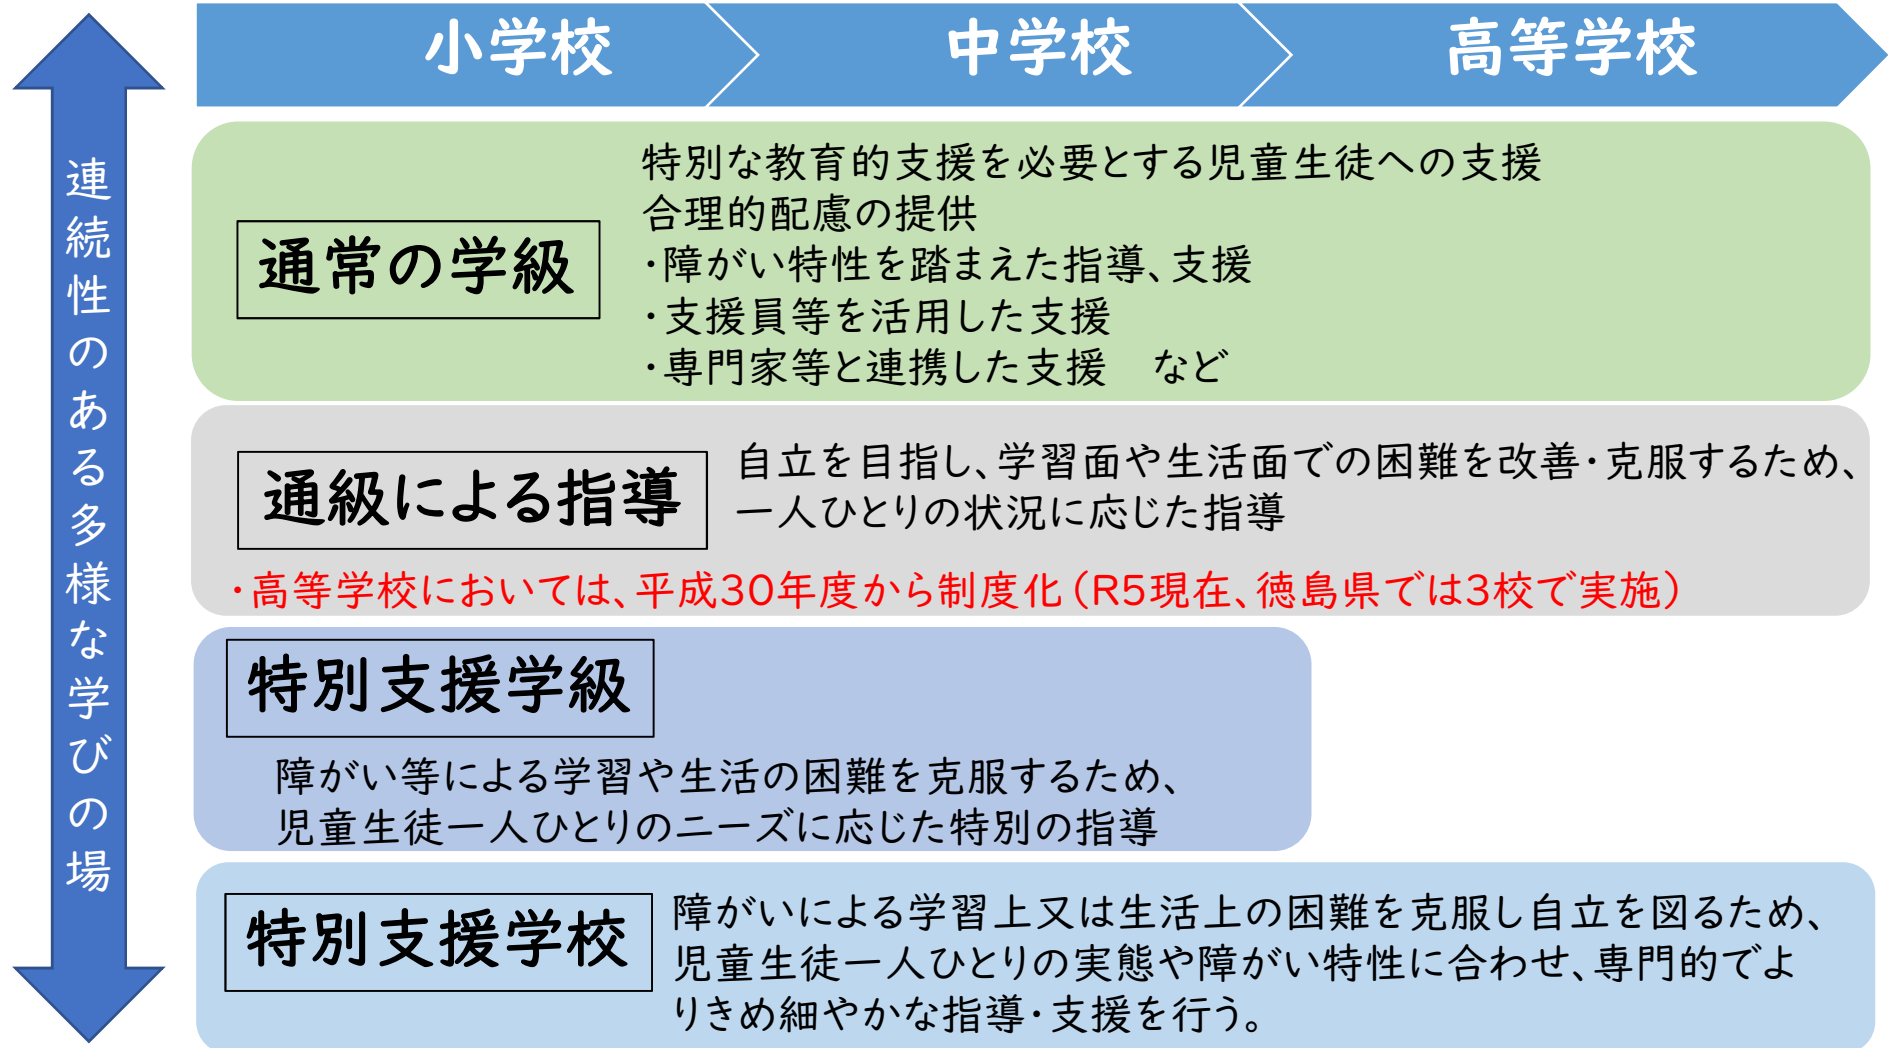 小学校
中学校
高等学校
連続性のある多様な学びの場
通常の学級
特別な教育的支援を必要とする児童生徒への支援
合理的配慮の提供
・障がい特性を踏まえた指導、支援
・支援員等を活用した支援
・専門家等と連携した支援　など
通級による指導
自立を目指し、学習面や生活面での困難を改善・克服するため、
一人ひとりの状況に応じた指導
・高等学校においては、平成30年度から制度化（R5現在、徳島県では3校で実施）
特別支援学級
障がい等による学習や生活の困難を克服するため、
児童生徒一人ひとりのニーズに応じた特別の指導
特別支援学校
障がいによる学習上又は生活上の困難を克服し自立を図るため、
児童生徒一人ひとりの実態や障がい特性に合わせ、専門的でよ
りきめ細やかな指導・支援を行う。